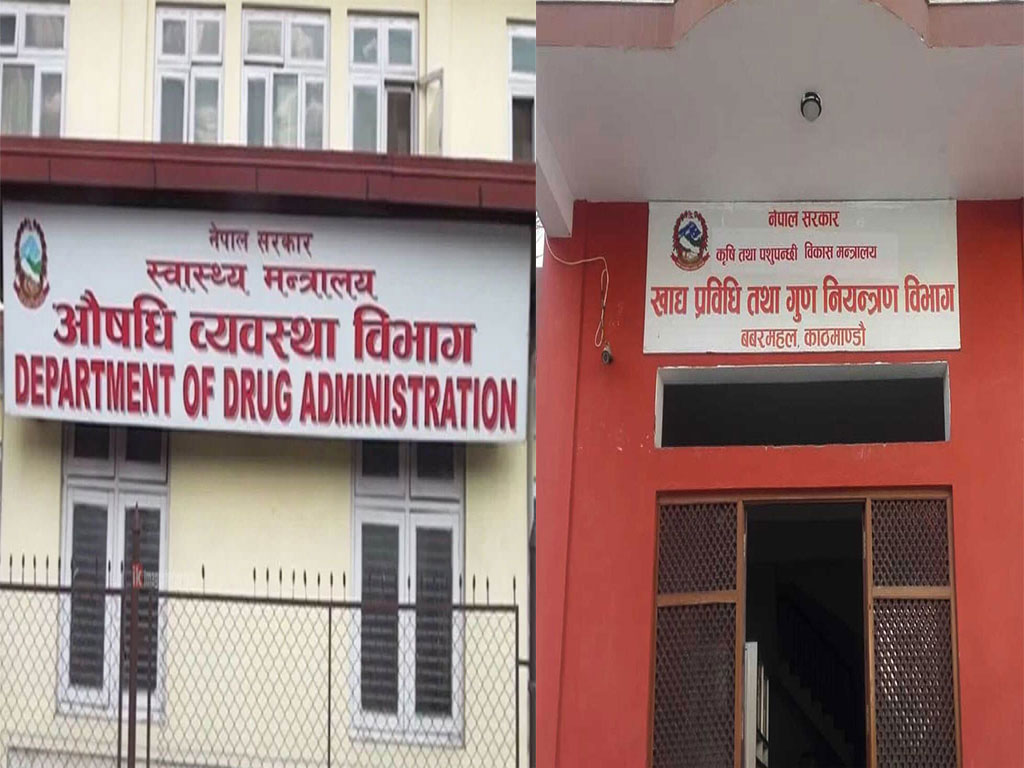 नेपाल सरकार
स्वास्थ्य मन्त्रालय
औषधि व्यवस्था विभाग
DEPARTMENT OF DRUG ADMINISTRATION
नेपाल सरकार
कृषि तथा पशुपन्छी विकास मन्त्रालय
खाद्य प्रविधि तथा गुण नियन्त्रण विभाग
बबरमहल, काठमाण्डौ